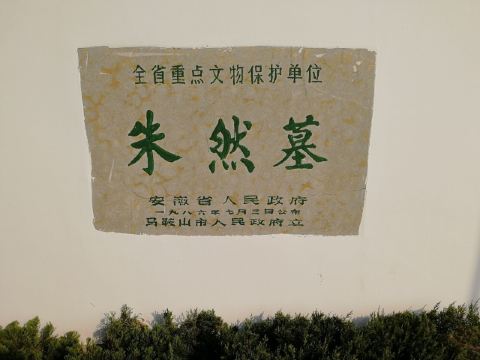 全省重点文物保护单位
朱然墓
安徽省人民政府
一九八六年七月三日公布
马鞍山市人民政府立